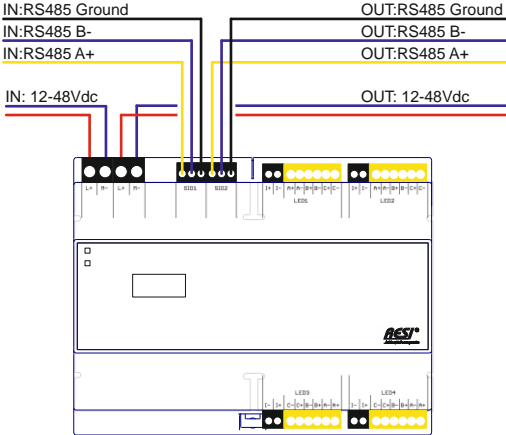 IN:RS485 Ground OUT:RS485 Ground
IN:RS485 B- OUT:RS485 B-
IN:RS485 A+ OUT:RS485 A+
IN: 12-48Vdc OUT: 12-48Vdc
L+ M- L+ M- SIO1 SIO2 I+ I- A+ A- B+ B- C+ C- I+ I- A+ A- B+ B- C+ C-
LED1 LED2
RESI®
LED3 LED4
I- I+ C- C+ B- B+ A- A+ I- I+ C- C+ B- B+ A- A+